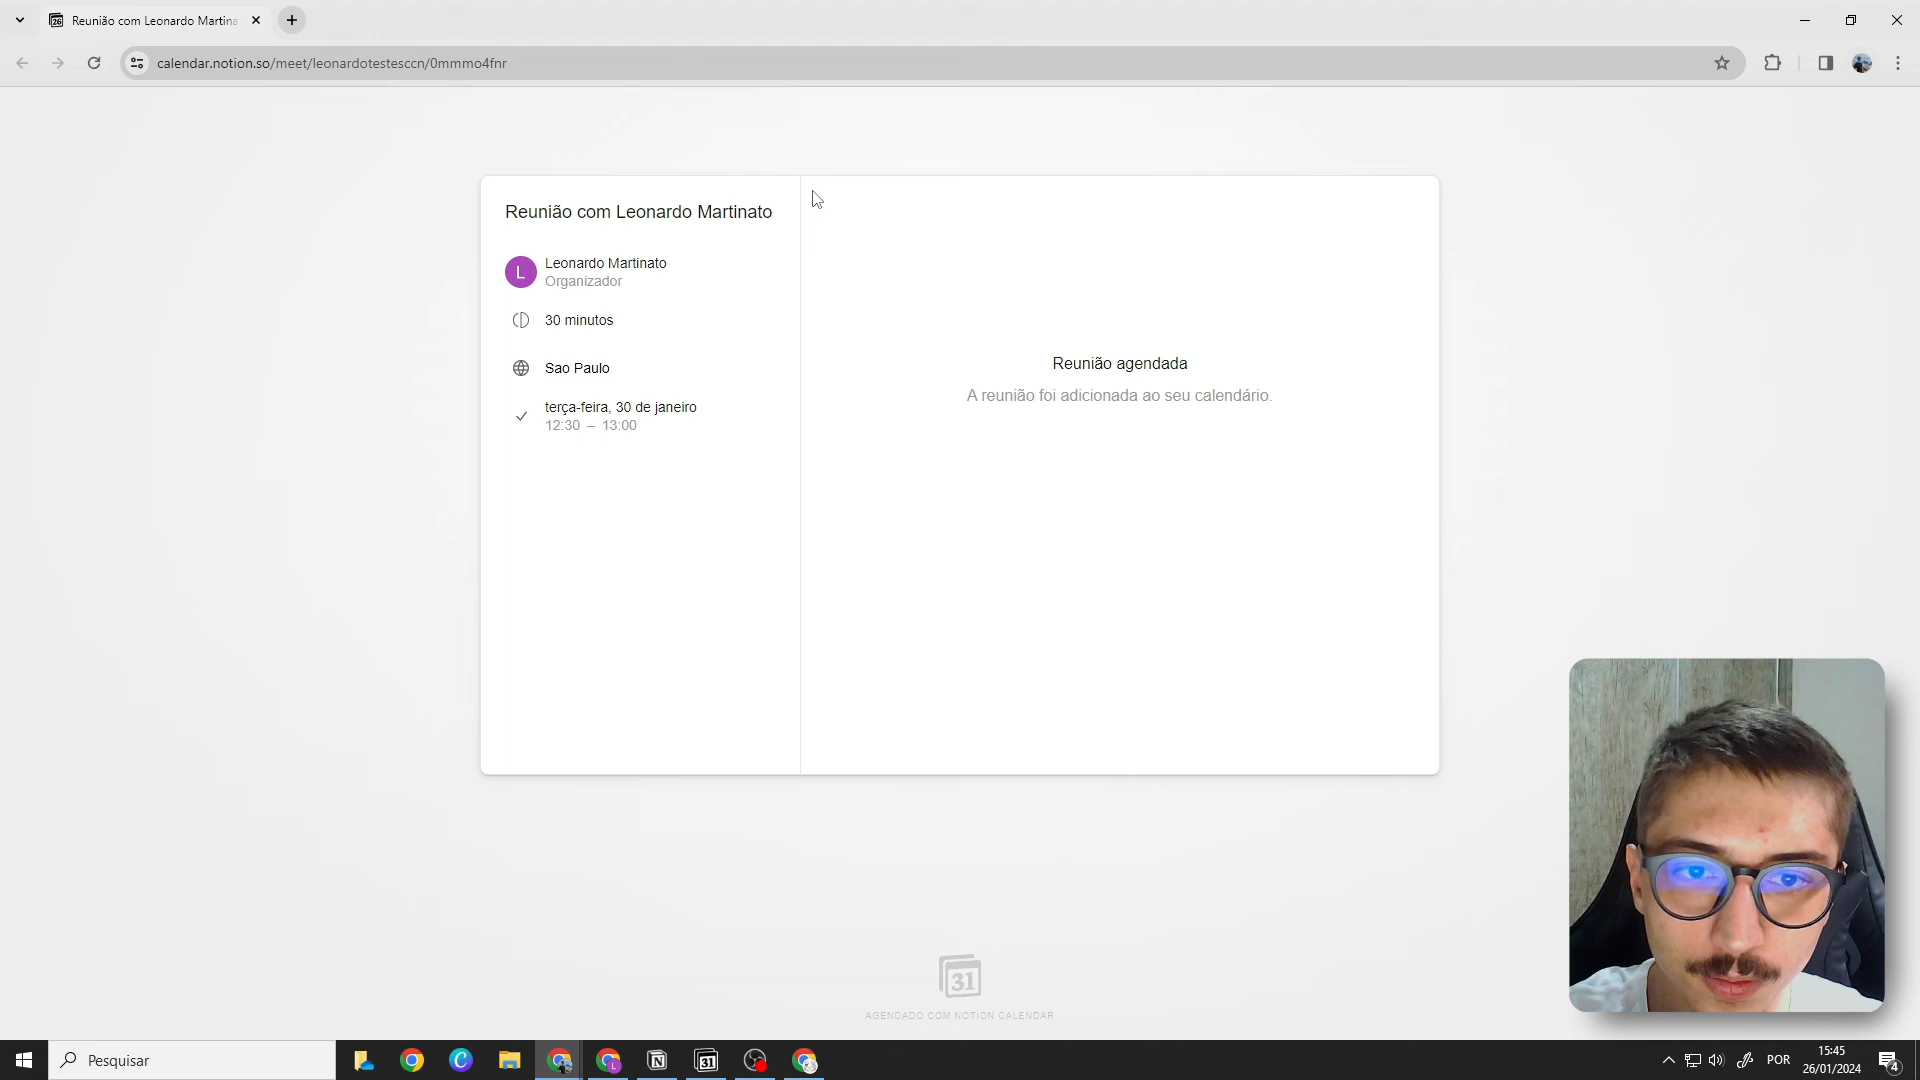 Reunião com Leonardo Martina
calendar.notion.so/meet/leonardotestesccn/0mmmo4fnr
Reunião com Leonardo Martinato
L
Leonardo Martinato
Organizador
30 minutos
Sao Paulo
terça-feira, 30 de janeiro
12:30 – 13:00
Reunião agendada
A reunião foi adicionada ao seu calendário.
31
AGENDADO COM NOTION CALENDAR
Pesquisar
POR
15:45
26/01/2024
4